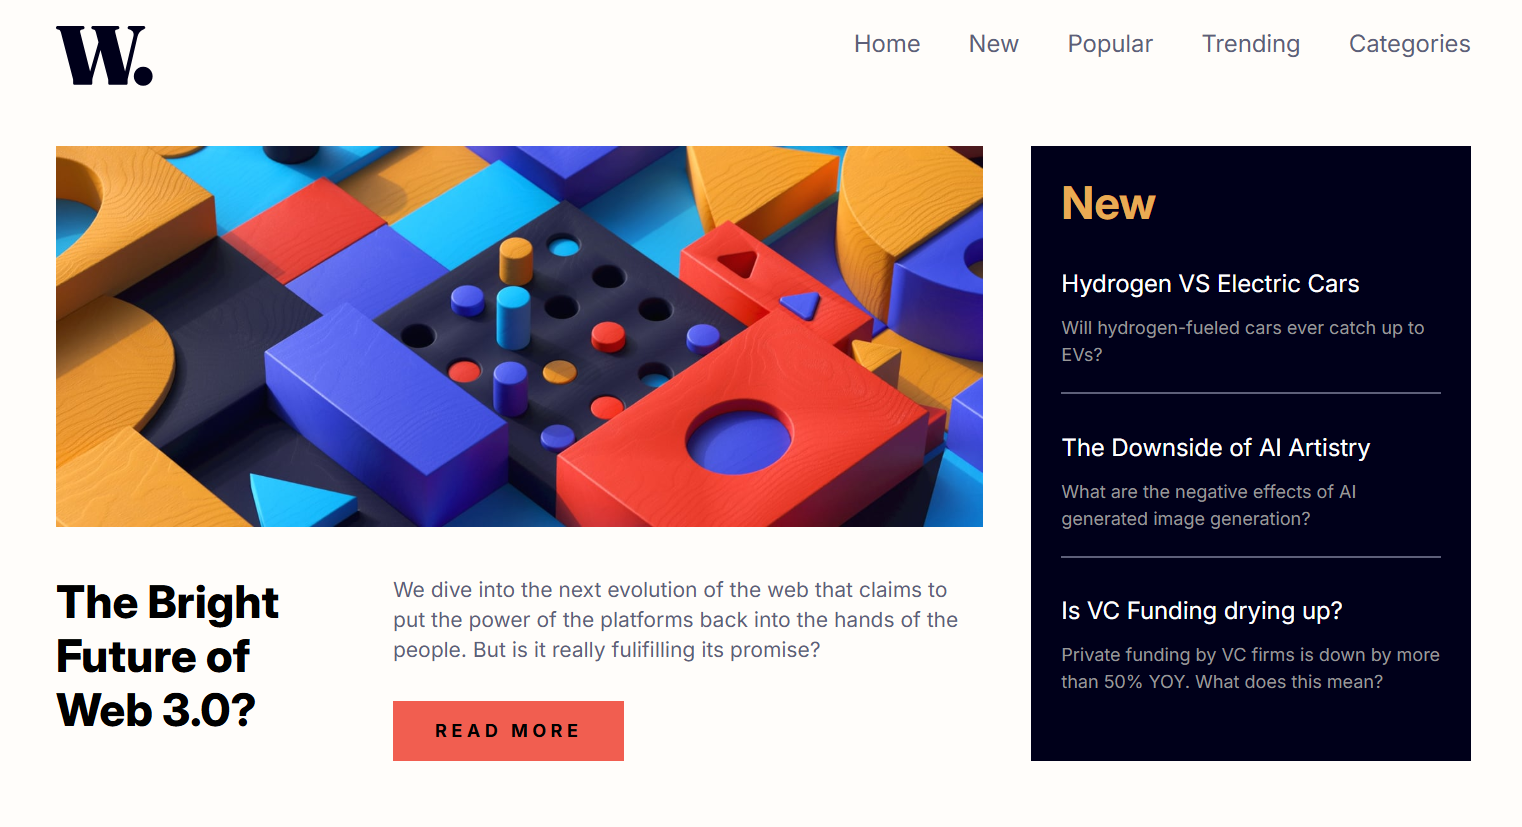 W.
Home New Popular Trending Categories
The Bright
Future of
Web 3.0?
We dive into the next evolution of the web that claims to
put the power of the platforms back into the hands of the
people. But is it really fulifilling its promise?
READ MORE
New
Hydrogen VS Electric Cars
Will hydrogen-fueled cars ever catch up to
EVs?
The Downside of AI Artistry
What are the negative effects of AI
generated image generation?
Is VC Funding drying up?
Private funding by VC firms is down by more
than 50% YOY. What does this mean?